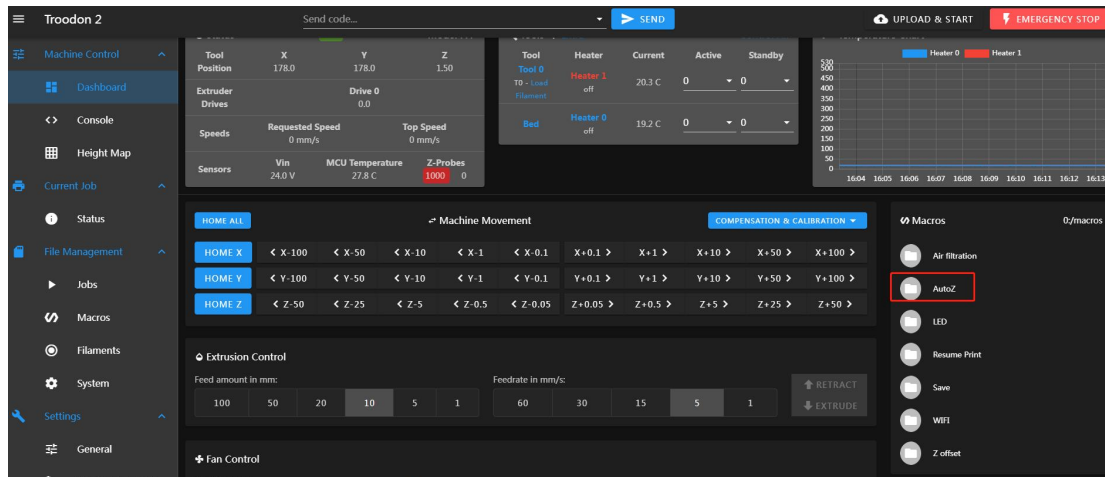 Troodon 2
Send code...
SEND
UPLOAD & START
EMERGENCY STOP
Machine Control
Dashboard
Console
Height Map
Current Job
Status
File Management
Jobs
Macros
Filaments
System
Settings
General
Tool Position X Y Z
178.0 178.0 1.50
Extruder Drives Drive 0
0.0
Speeds Requested Speed Top Speed
0 mm/s 0 mm/s
Sensors Vin MCU Temperature Z-Probes
24.0 V 27.8 C 1000 0
Tool Heater Current Active Standby
Tool 0 Heater 1 20.3 C 0 0
T0 - Load Filament off
Bed Heater 0 19.2 C 0 0
off
Heater 0 Heater 1
530
500
450
400
350
300
250
200
150
100
50
0
16:04 16:05 16:06 16:07 16:08 16:09 16:10 16:11 16:12 16:13
HOME ALL Machine Movement COMPENSATION & CALIBRATION
HOME X X-100 X-50 X-10 X-1 X-0.1 X+0.1 X+1 X+10 X+50 X+100
HOME Y Y-100 Y-50 Y-10 Y-1 Y-0.1 Y+0.1 Y+1 Y+10 Y+50 Y+100
HOME Z Z-50 Z-25 Z-5 Z-0.5 Z-0.05 Z+0.05 Z+0.5 Z+5 Z+25 Z+50
Extrusion Control
Feed amount in mm: Feedrate in mm/s:
100 50 20 10 5 1 60 30 15 5 1
RETRACT
EXTRUDE
Fan Control
Macros 0:/macros
Air filtration
AutoZ
LED
Resume Print
Save
WIFI
Z offset